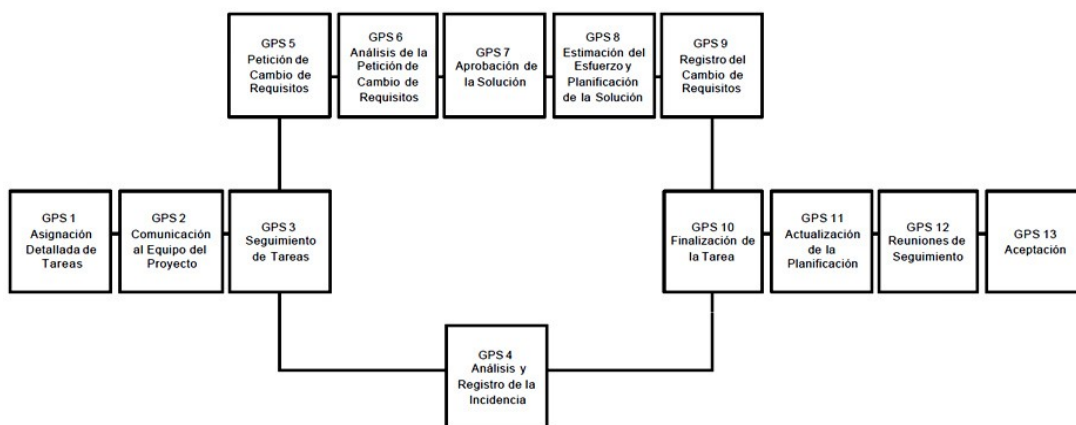 GPS 5
Petición de
Cambio de
Requisitos
GPS 6
Análisis de la
Petición de
Cambio de
Requisitos
GPS 7
Aprobación de
la Solución
GPS 8
Estimación del
Esfuerzo y
Planificación
de la Solución
GPS 9
Registro del
Cambio de
Requisitos
GPS 1
Asignación
Detallada de
Tareas
GPS 2
Comunicación
al Equipo del
Proyecto
GPS 3
Seguimiento
de Tareas
GPS 10
Finalización de
la Tarea
GPS 11
Actualización
de la
Planificación
GPS 12
Reuniones de
Seguimiento
GPS 13
Aceptación
GPS 4
Análisis y
Registro de la
Incidencia